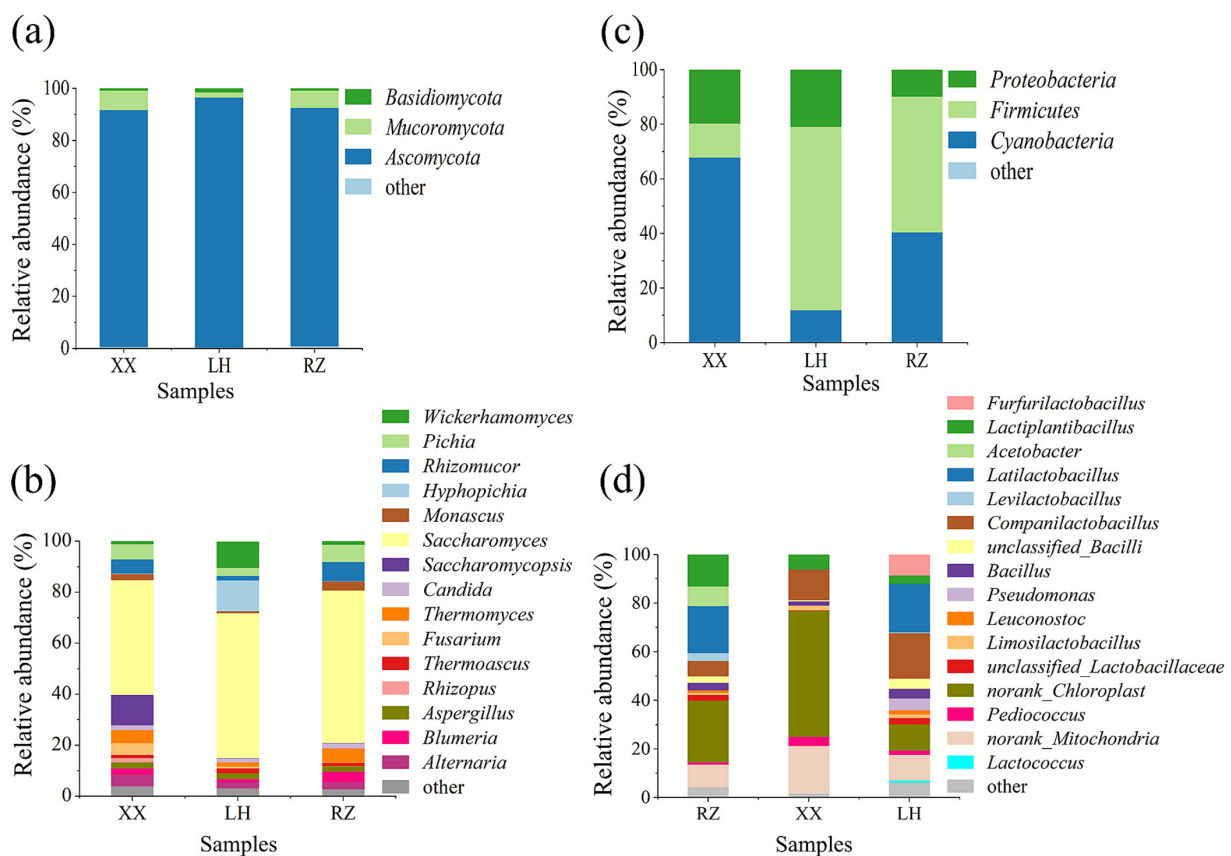 (a)
Relative abundance (%)
100
80
60
40
20
0
XX LH RZ
Samples
Basidiomycota
Mucoromycota
Ascomycota
other
(c)
Relative abundance (%)
100
80
60
40
20
0
XX LH RZ
Samples
Proteobacteria
Firmicutes
Cyanobacteria
other
(b)
Relative abundance (%)
100
80
60
40
20
0
XX LH RZ
Samples
Wickerhamomyces
Pichia
Rhizomucor
Hyphopichia
Monascus
Saccharomyces
Saccharomycopsis
Candida
Thermomyces
Fusarium
Thermoascus
Rhizopus
Aspergillus
Blumeria
Alternaria
other
(d)
Relative abundance (%)
100
80
60
40
20
0
RZ XX LH
Samples
Furfurilactobacillus
Lactiplantibacillus
Acetobacter
Latilactobacillus
Levilactobacillus
Companilactobacillus
unclassified_Bacilli
Bacillus
Pseudomonas
Leuconostoc
Limosilactobacillus
unclassified_Lactobacillaceae
norank_Chloroplast
Pediococcus
norank_Mitochondria
Lactococcus
other